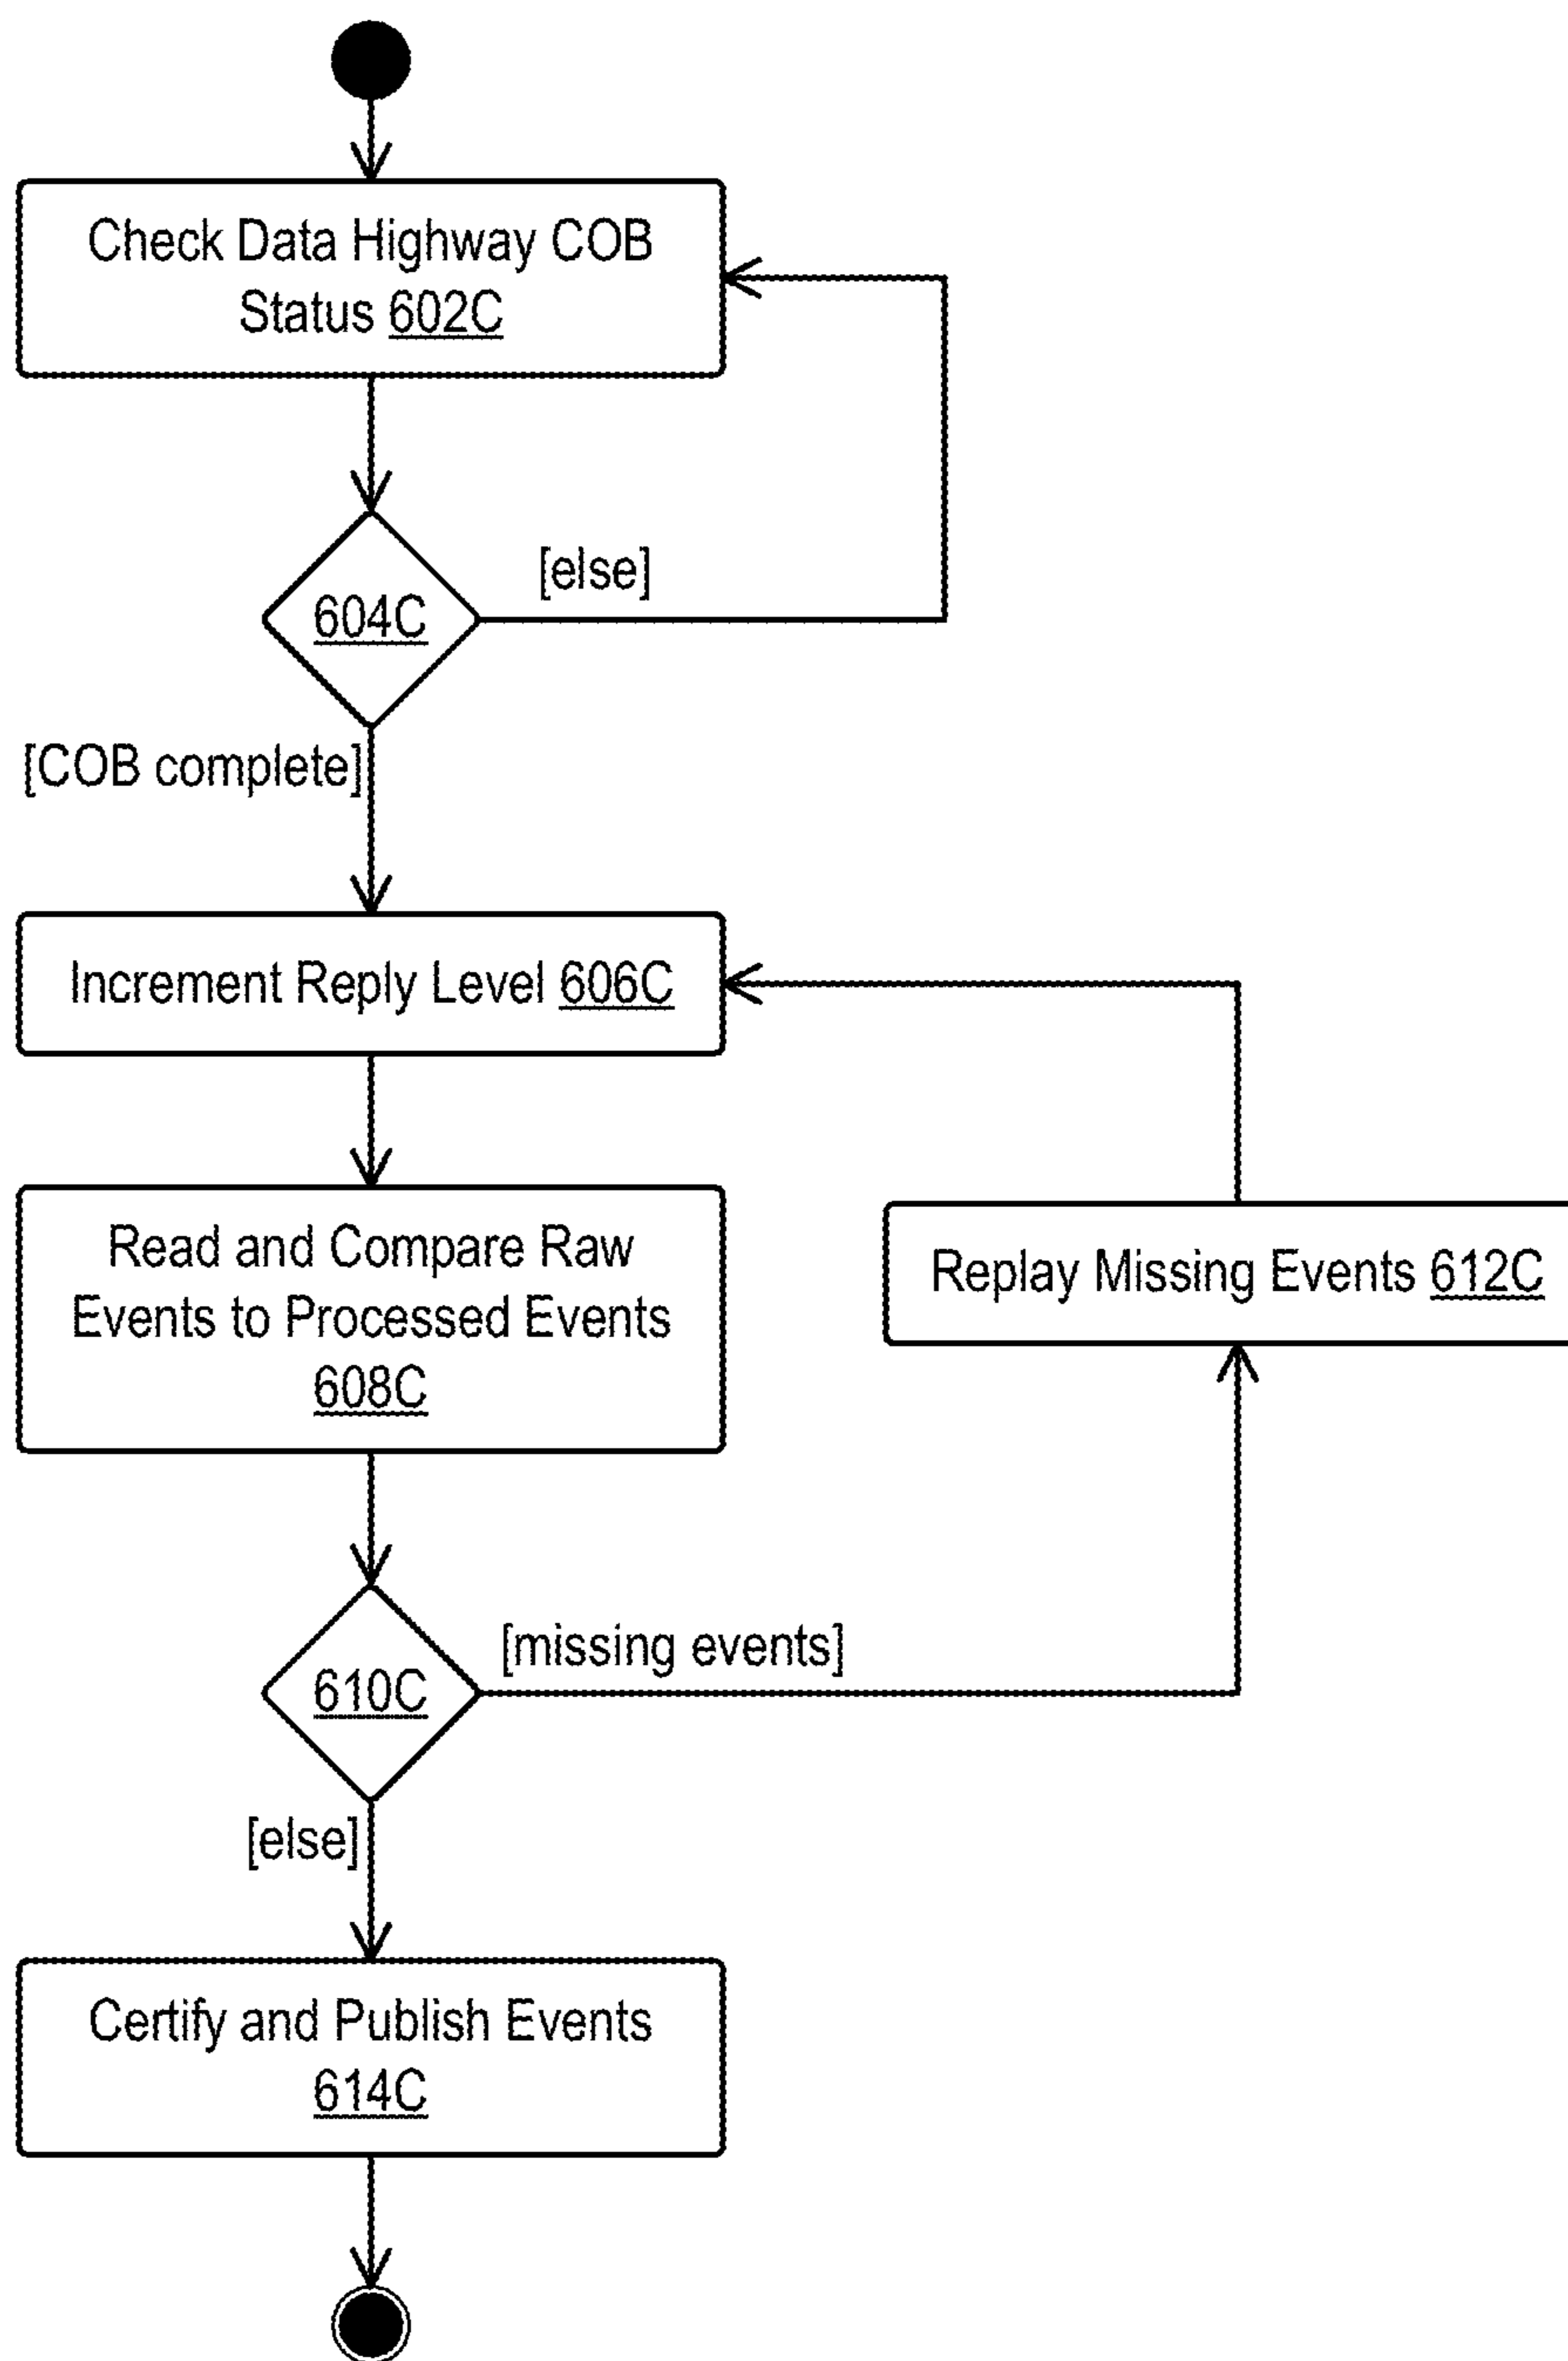 Check Data Highway COB
Status 602C
604C
[else]
[COB complete]
Increment Reply Level 606C
Read and Compare Raw
Events to Processed Events
608C
Replay Missing Events 612C
610C
[missing events]
[else]
Certify and Publish Events
614C